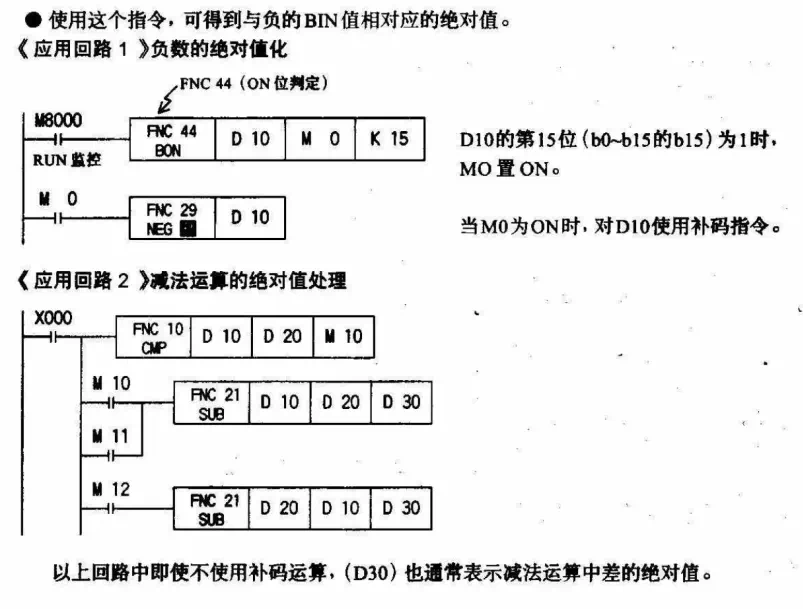 ● 使用这个指令，可得到与负的BIN值相对应的绝对值。
《应用回路 1 》负数的绝对值化
FNC 44（ON 位判定）
M8000
RUN 监控
FNC 44 BON D 10 M 0 K 15
D10的第15位(b0~b15的b15)为1时，
MO 置 ON。
M 0
FNC 29 NEG P D 10
当M0为ON时，对D10使用补码指令。
《应用回路 2 》减法运算的绝对值处理
X000
FNC 10 CMP D 10 D 20 M 10
M 10
FNC 21 SUB D 10 D 20 D 30
M 11
M 12
FNC 21 SUB D 20 D 10 D 30
以上回路中即使不使用补码运算，(D30) 也通常表示减法运算中差的绝对值。